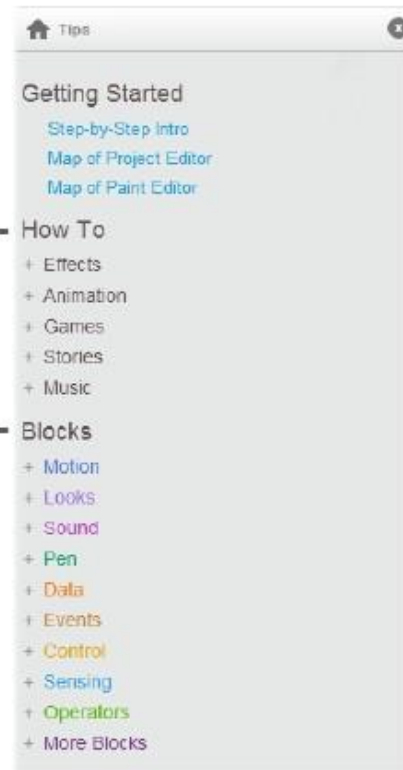 Tips
Getting Started
Step-by-Step Intro
Map of Project Editor
Map of Paint Editor
How To
+ Effects
+ Animation
+ Games
+ Stories
+ Music
Blocks
+ Motion
+ Looks
+ Sound
+ Pen
+ Data
+ Events
+ Control
+ Sensing
+ Operators
+ More Blocks